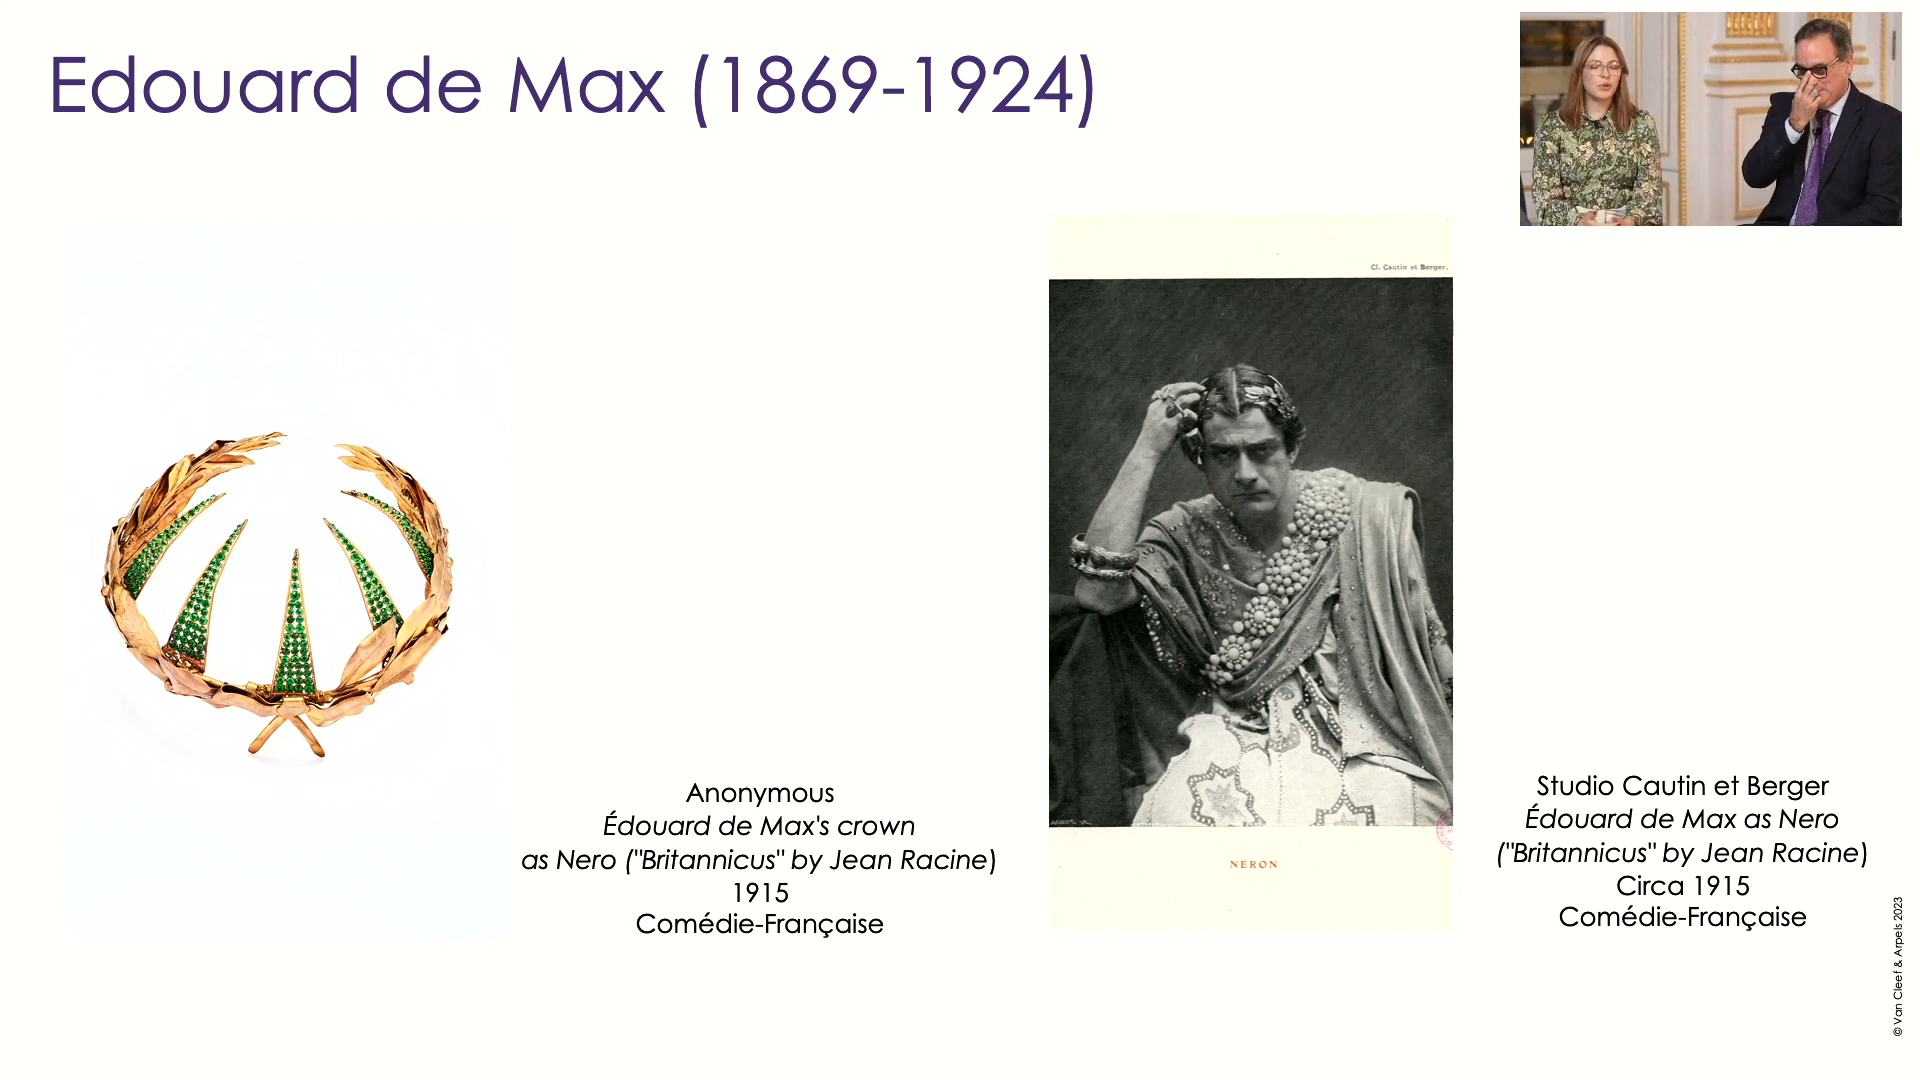 Edouard de Max (1869-1924)
Cl. Cautin et Berger.
NÉRON
Anonymous
Édouard de Max's crown
as Nero ("Britannicus" by Jean Racine)
1915
Comédie-Française
Studio Cautin et Berger
Édouard de Max as Nero
("Britannicus" by Jean Racine)
Circa 1915
Comédie-Française
© Van Cleef & Arpels 2023